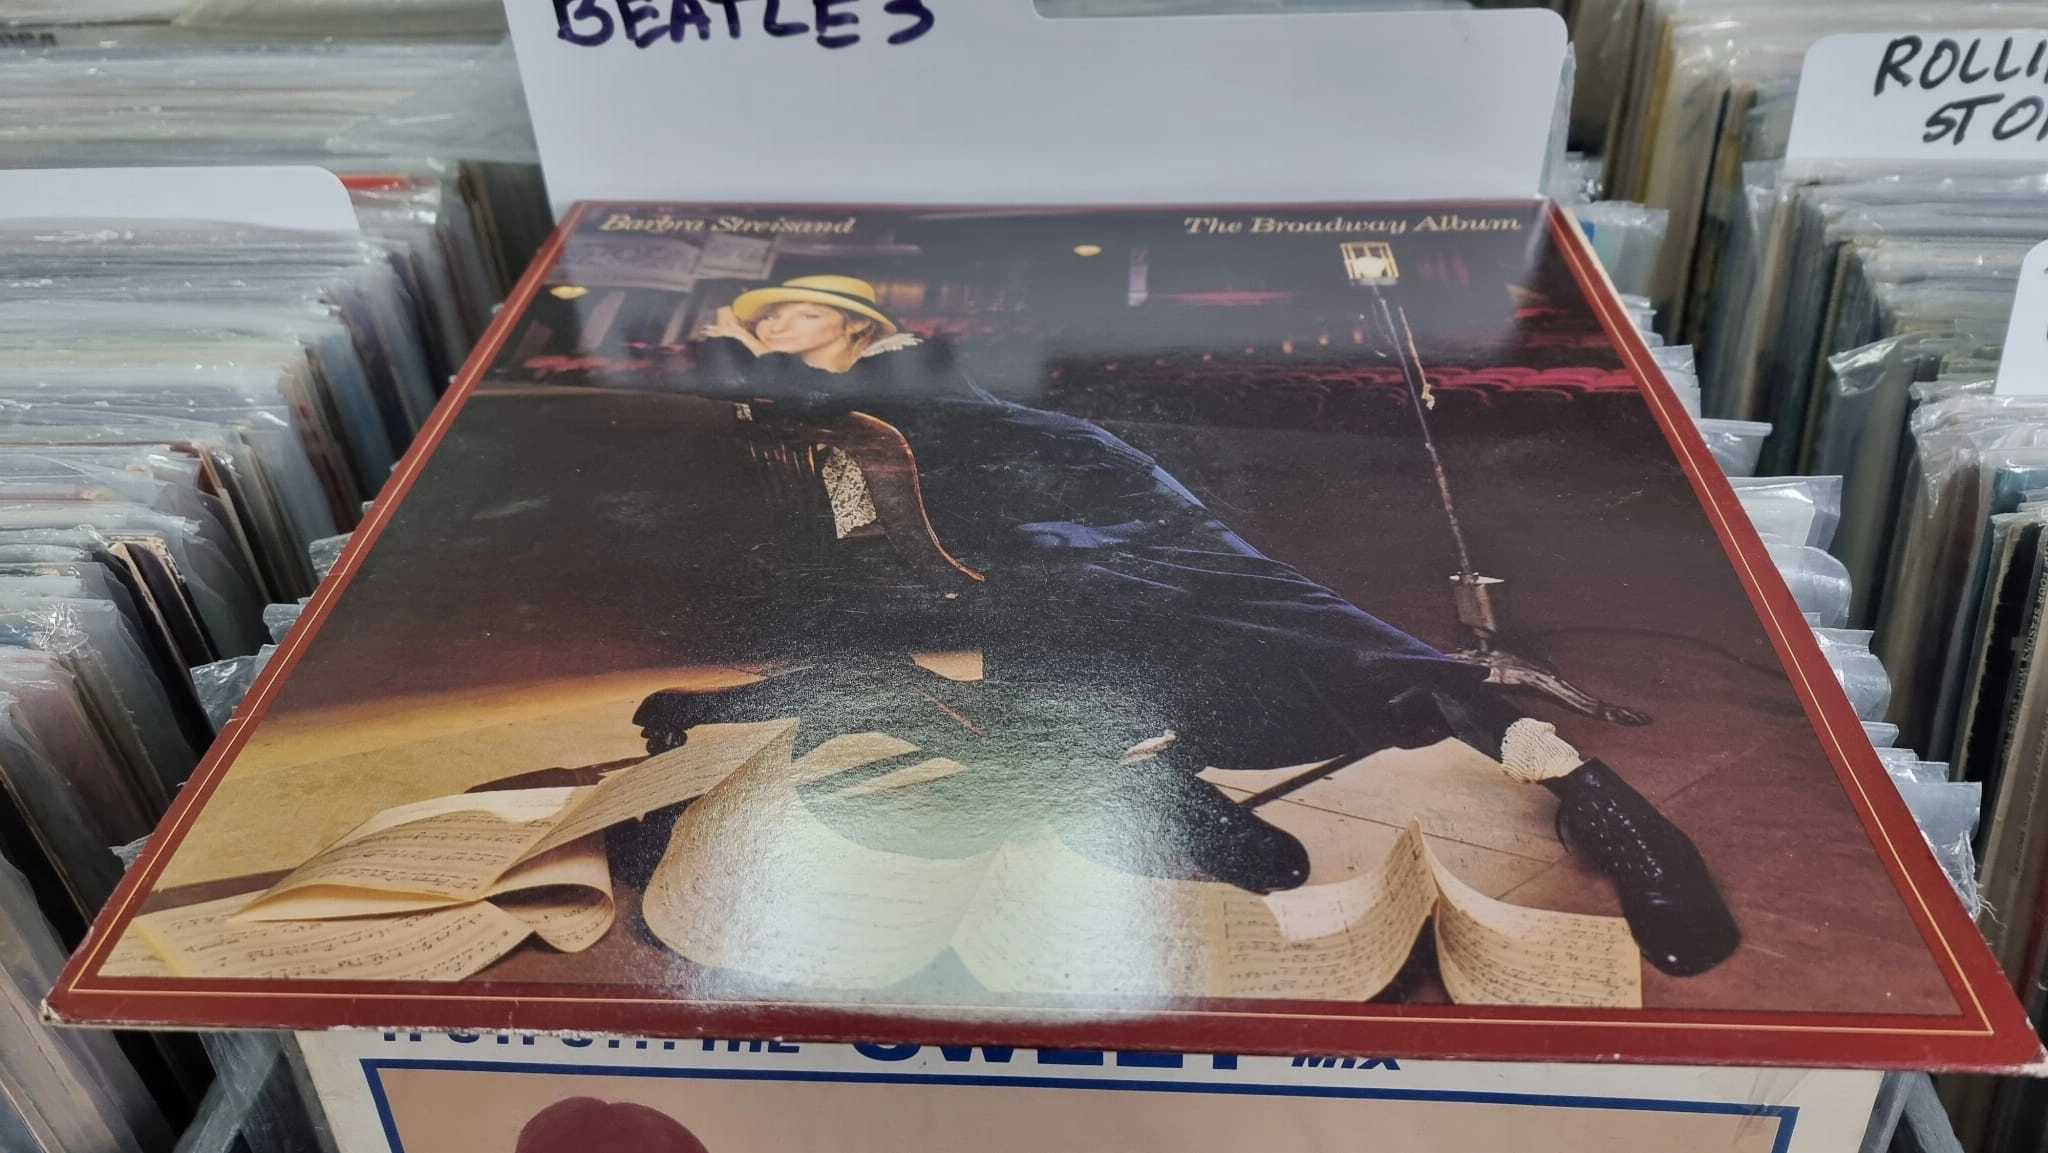 BEATLES
ROLLI
STO
Barbra Streisand
The Broadway Album
SWEET MIX